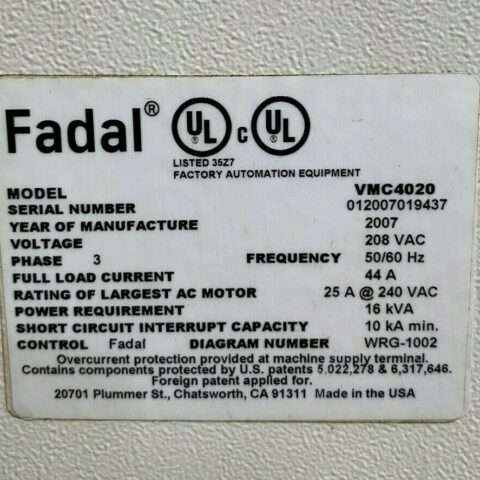 Fadal® UL® c UL®
LISTED 35Z7
FACTORY AUTOMATION EQUIPMENT
MODEL VMC4020
SERIAL NUMBER 012007019437
YEAR OF MANUFACTURE 2007
VOLTAGE 208 VAC
PHASE 3 FREQUENCY 50/60 Hz
FULL LOAD CURRENT 44 A
RATING OF LARGEST AC MOTOR 25 A @ 240 VAC
POWER REQUIREMENT 16 kVA
SHORT CIRCUIT INTERRUPT CAPACITY 10 kA min.
CONTROL Fadal DIAGRAM NUMBER WRG-1002
Overcurrent protection provided at machine supply terminal.
Contains components protected by U.S. patents 5,022,278 & 6,317,646.
Foreign patent applied for.
20701 Plummer St., Chatsworth, CA 91311 Made in the USA